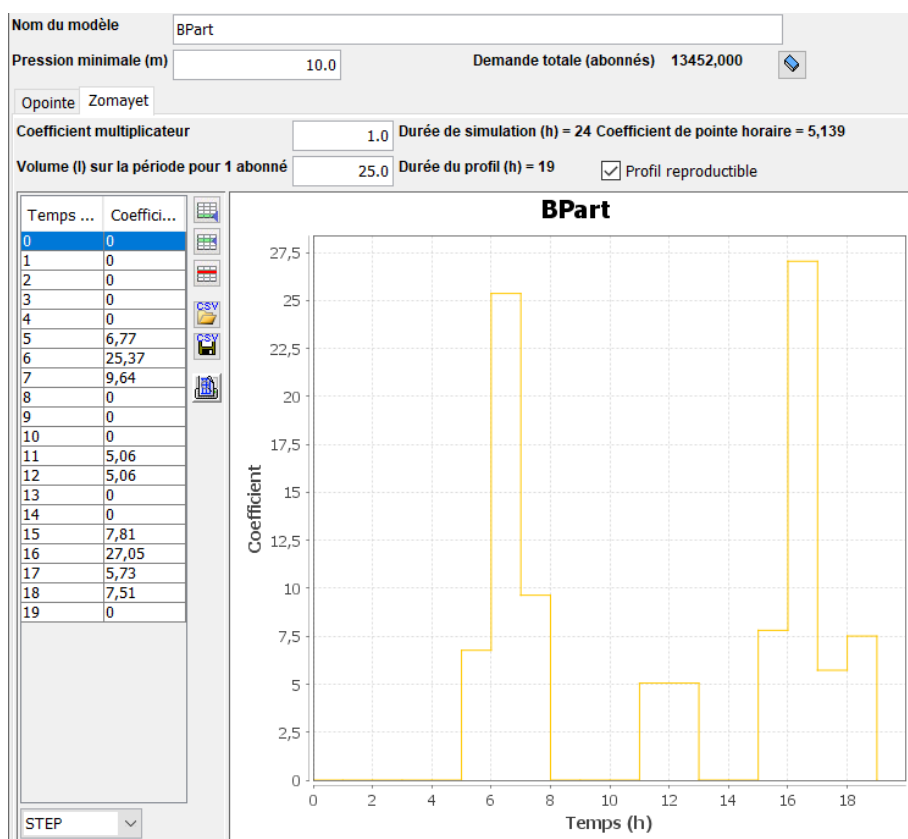 Nom du modèle BPart
Pression minimale (m) 10.0 Demande totale (abonnés) 13452,000
Opointe Zomayet
Coefficient multiplicateur 1.0 Durée de simulation (h) = 24 Coefficient de pointe horaire = 5,139
Volume (l) sur la période pour 1 abonné 25.0 Durée du profil (h) = 19 Profil reproductible
Temps ... Coeffici...
0 0
1 0
2 0
3 0
4 0
5 6,77
6 25,37
7 9,64
8 0
9 0
10 0
11 5,06
12 5,06
13 0
14 0
15 7,81
16 27,05
17 5,73
18 7,51
19 0
STEP
CSV
CSV
BPart
Coefficient
27,5
25
22,5
20
17,5
15
12,5
10
7,5
5
2,5
0
0 2 4 6 8 10 12 14 16 18
Temps (h)